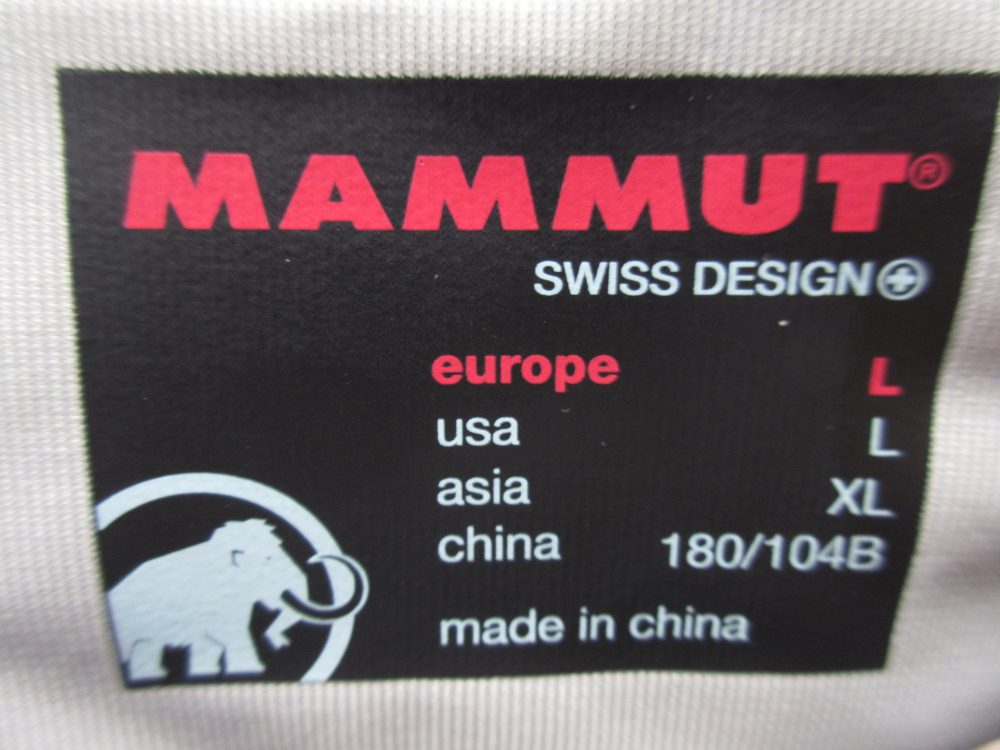 MAMMUT®
SWISS DESIGN
europe L
usa L
asia XL
china 180/104B
made in china